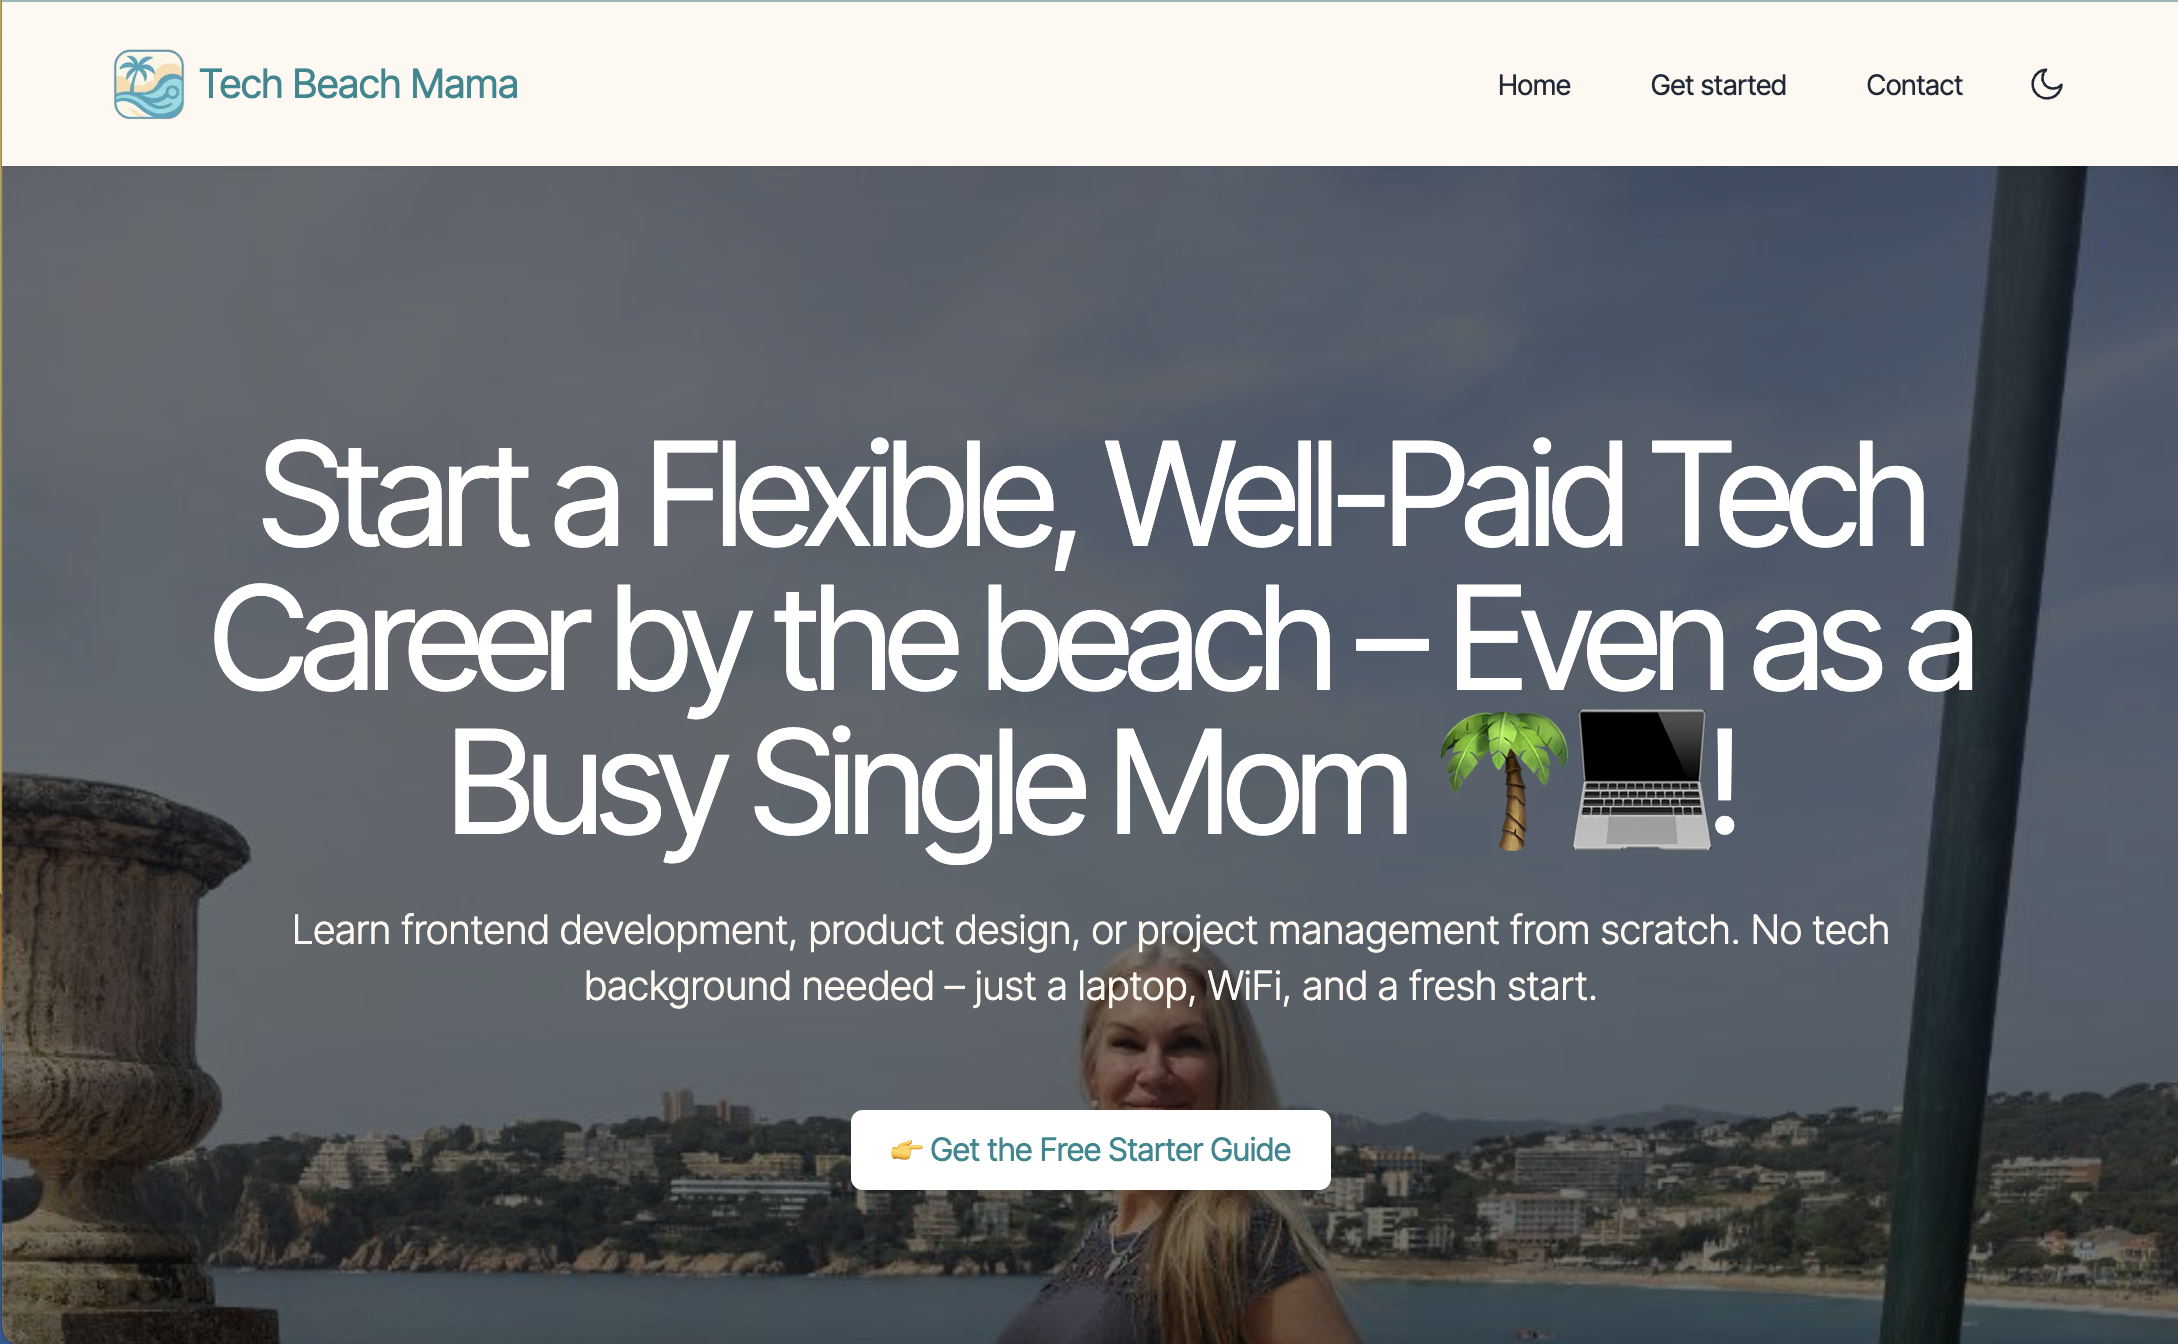 Tech Beach Mama
Home
Get started
Contact
Start a Flexible, Well-Paid Tech
Career by the beach – Even as a
Busy Single Mom 🌴💻!
Learn frontend development, product design, or project management from scratch. No tech
background needed – just a laptop, WiFi, and a fresh start.
👉 Get the Free Starter Guide